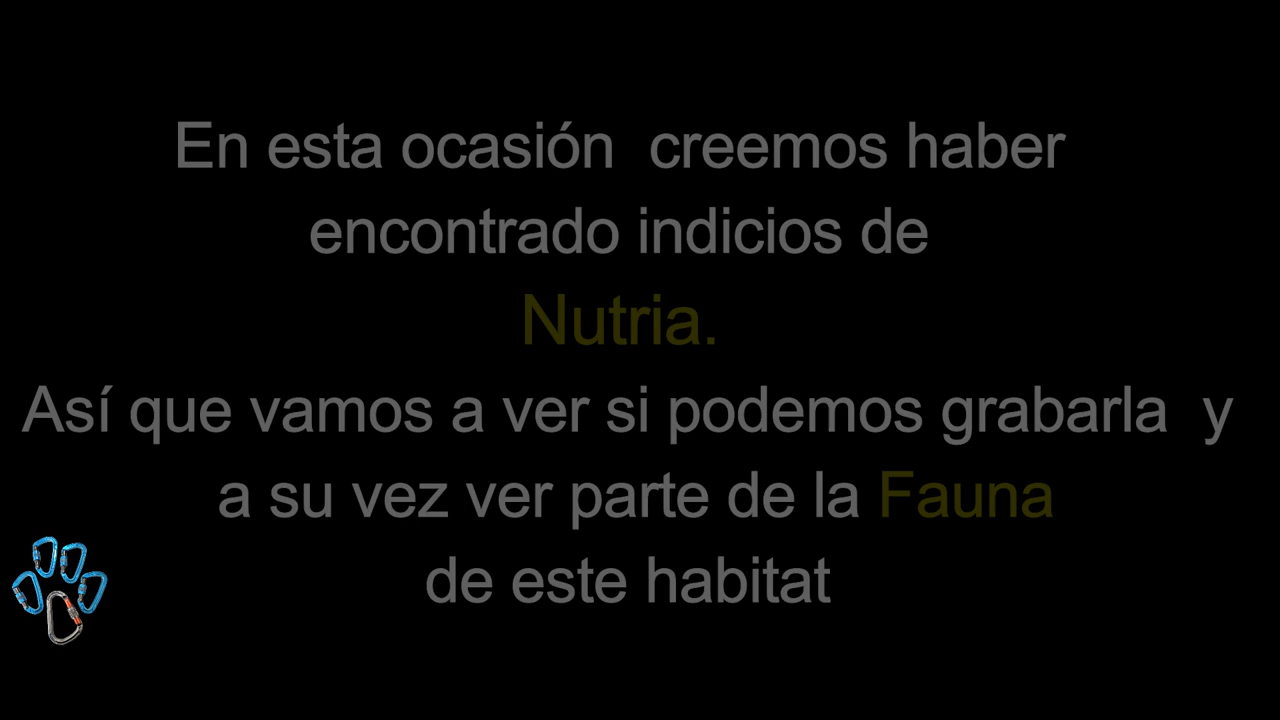 En esta ocasión creemos haber
encontrado indicios de
Nutria.
Así que vamos a ver si podemos grabarla y
a su vez ver parte de la Fauna
de este habitat